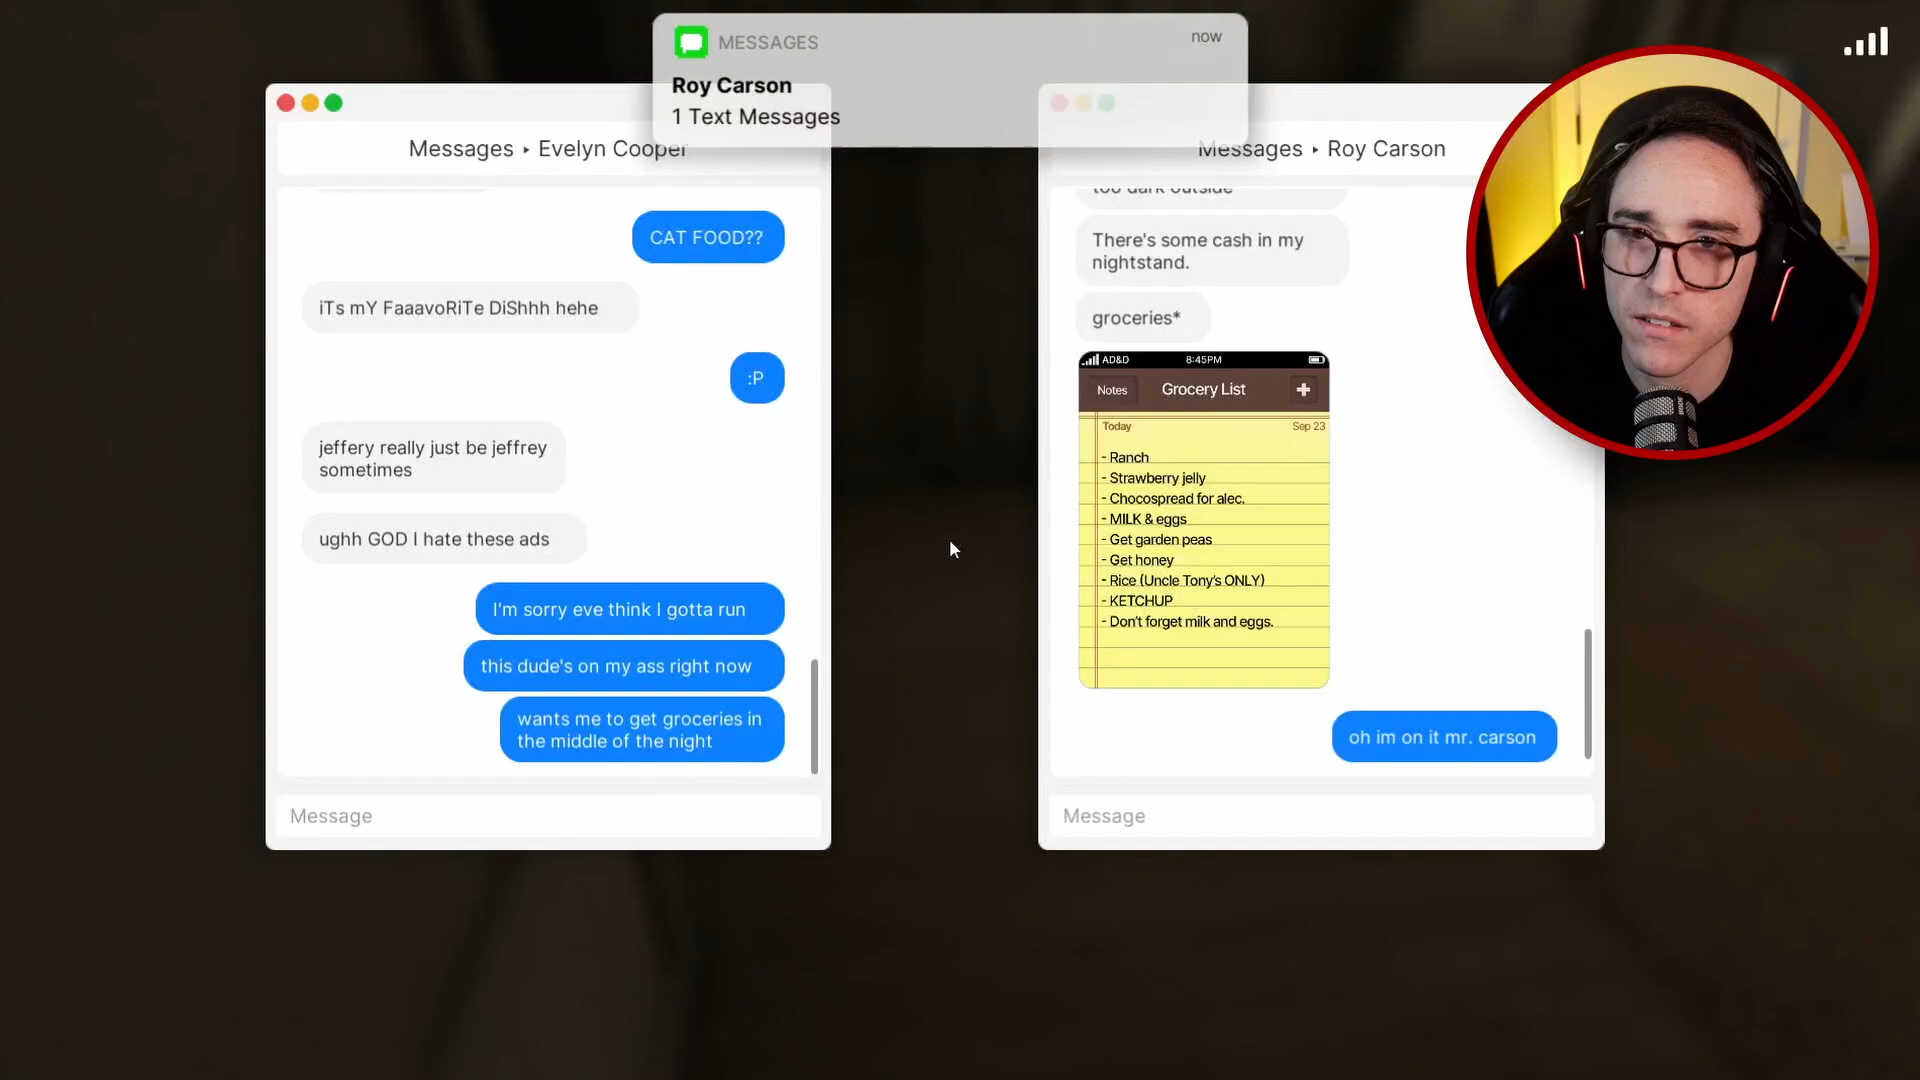 MESSAGES
now
Roy Carson
1 Text Messages
Messages ▸ Evelyn Cooper
CAT FOOD??
iTs mY FaaavoRiTe DiShhh hehe
:P
jeffery really just be jeffrey
sometimes
ughh GOD I hate these ads
I'm sorry eve think I gotta run
this dude's on my ass right now
wants me to get groceries in
the middle of the night
Message
Messages ▸ Roy Carson
too dark outside
There's some cash in my
nightstand.
groceries*
AD&D
8:45PM
Notes
Grocery List
+
Today
Sep 23
- Ranch
- Strawberry jelly
- Chocospread for alec.
- MILK & eggs
- Get garden peas
- Get honey
- Rice (Uncle Tony's ONLY)
- KETCHUP
- Don't forget milk and eggs.
oh im on it mr. carson
Message